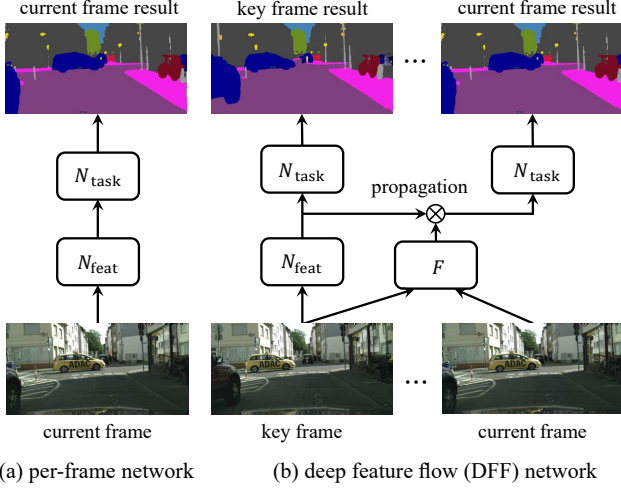 current frame result
key frame result
current frame result
...
N_task
N_task
N_task
propagation
⊗
N_feat
N_feat
F
ADAC
ADAC
...
ADAC
current frame
key frame
current frame
(a) per-frame network
(b) deep feature flow (DFF) network